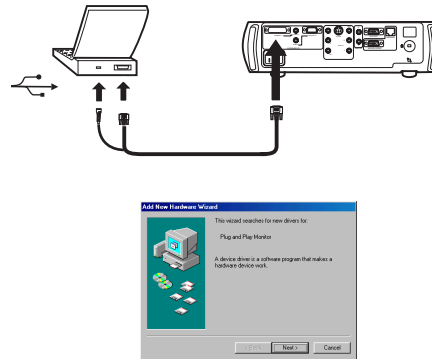 Add New Hardware Wizard
This wizard searches for new drivers for:
Plug and Play Monitor
A device driver is a software program that makes a
hardware device work.
< Back
Next >
Cancel